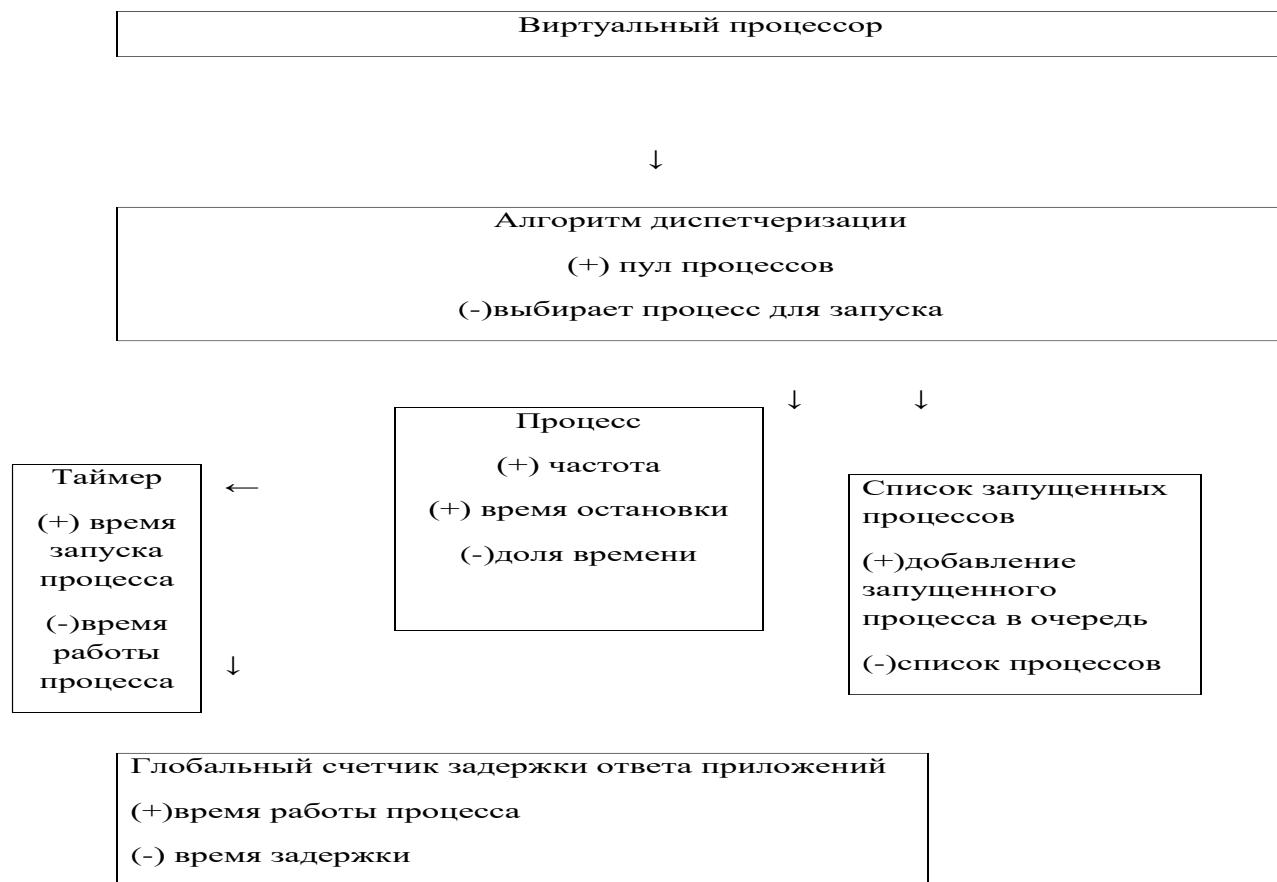 Виртуальный процессор
↓
Алгоритм диспетчеризации
(+) пул процессов
(-)выбирает процесс для запуска
↓ ↓
Процесс
(+) частота
(+) время остановки
(-)доля времени
Таймер
(+) время
запуска
процесса
(-)время
работы
процесса
←
↓
Список запущенных
процессов
(+)добавление
запущенного
процесса в очередь
(-)список процессов
Глобальный счетчик задержки ответа приложений
(+)время работы процесса
(-) время задержки